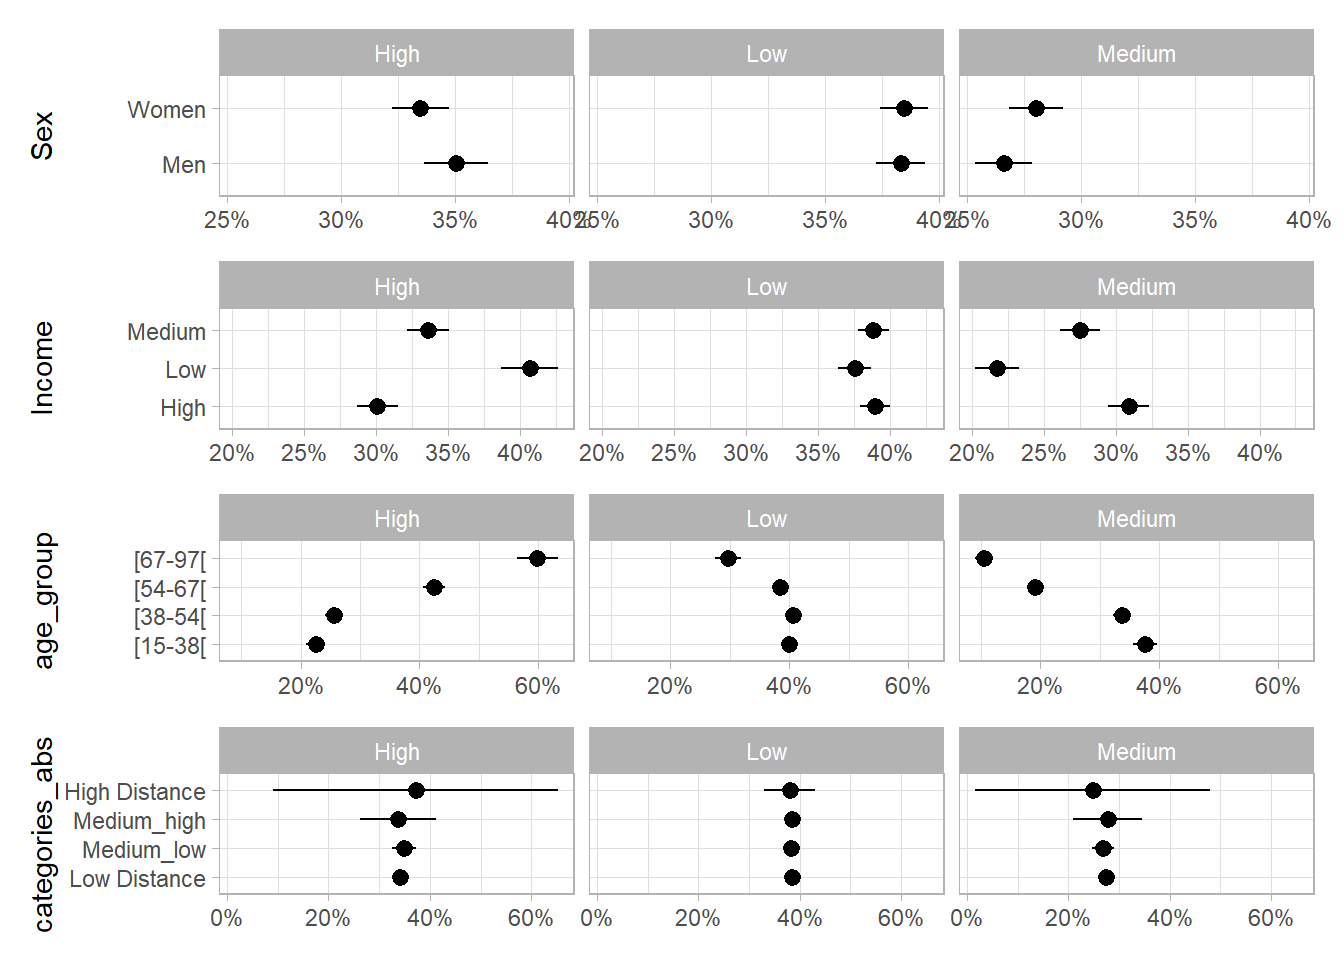 Sex
High Low Medium
Women
Men
25% 30% 35% 40% 25% 30% 35% 40% 25% 30% 35% 40%
Income
High Low Medium
Medium
Low
High
20% 25% 30% 35% 40% 20% 25% 30% 35% 40% 20% 25% 30% 35% 40%
age_group
High Low Medium
[67-97[
[54-67[
[38-54[
[15-38[
20% 40% 60% 20% 40% 60% 20% 40% 60%
categories_abs
High Low Medium
High Distance
Medium_high
Medium_low
Low Distance
0% 20% 40% 60% 0% 20% 40% 60% 0% 20% 40% 60%